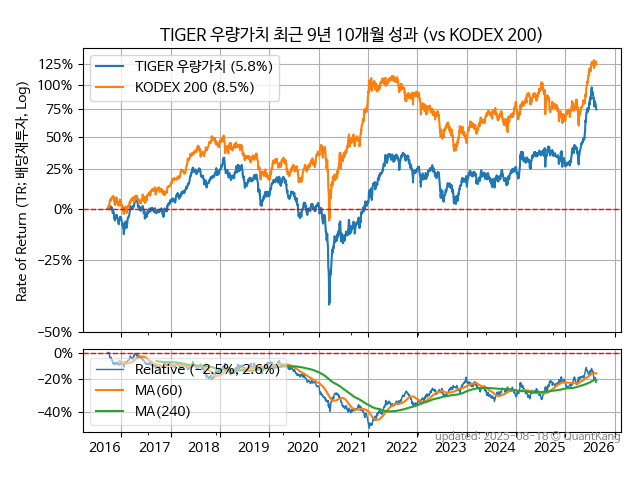 TIGER 우량가치 최근 9년 10개월 성과 (vs KODEX 200)
Rate of Return (TR: 배당재투자, Log)
125%
100%
75%
50%
25%
0%
−25%
−50%
TIGER 우량가치 (5.8%)
KODEX 200 (8.5%)
0%
−20%
−40%
Relative (−2.5%, 2.6%)
MA(60)
MA(240)
2016 2017 2018 2019 2020 2021 2022 2023 2024 2025 2026
updated: 2025-08-18 © QuantKang